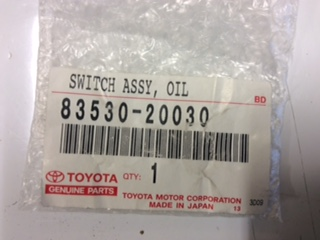 SWITCH ASSY, OIL
BD
83530-20030
TOYOTA QTY: 1
GENUINE PARTS
TOYOTA MOTOR CORPORATION
MADE IN JAPAN 13